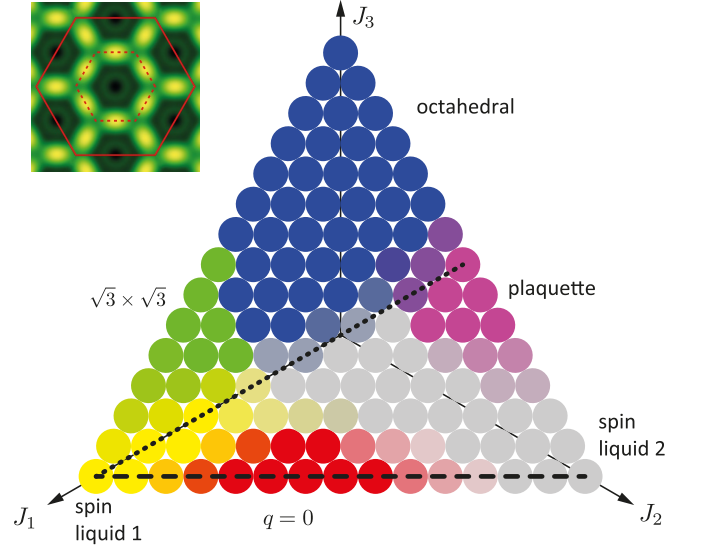 J₃
octahedral
√3 × √3
plaquette
spin
liquid 2
J₁
spin
liquid 1
q = 0
J₂